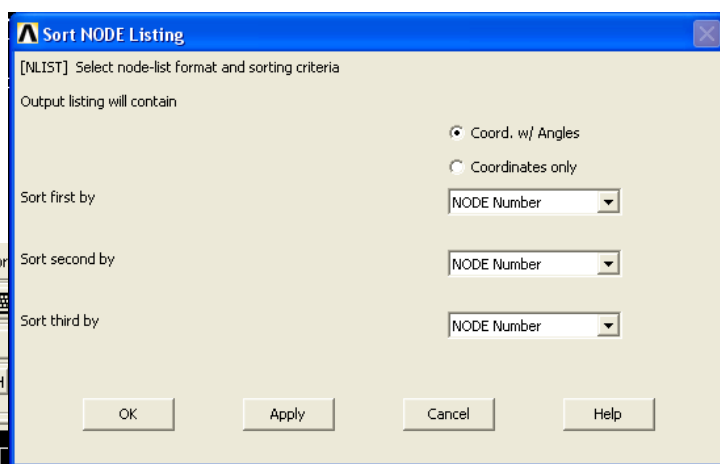 Sort NODE Listing
[NLIST] Select node-list format and sorting criteria
Output listing will contain
Coord. w/ Angles
Coordinates only
Sort first by NODE Number
Sort second by NODE Number
Sort third by NODE Number
OK Apply Cancel Help